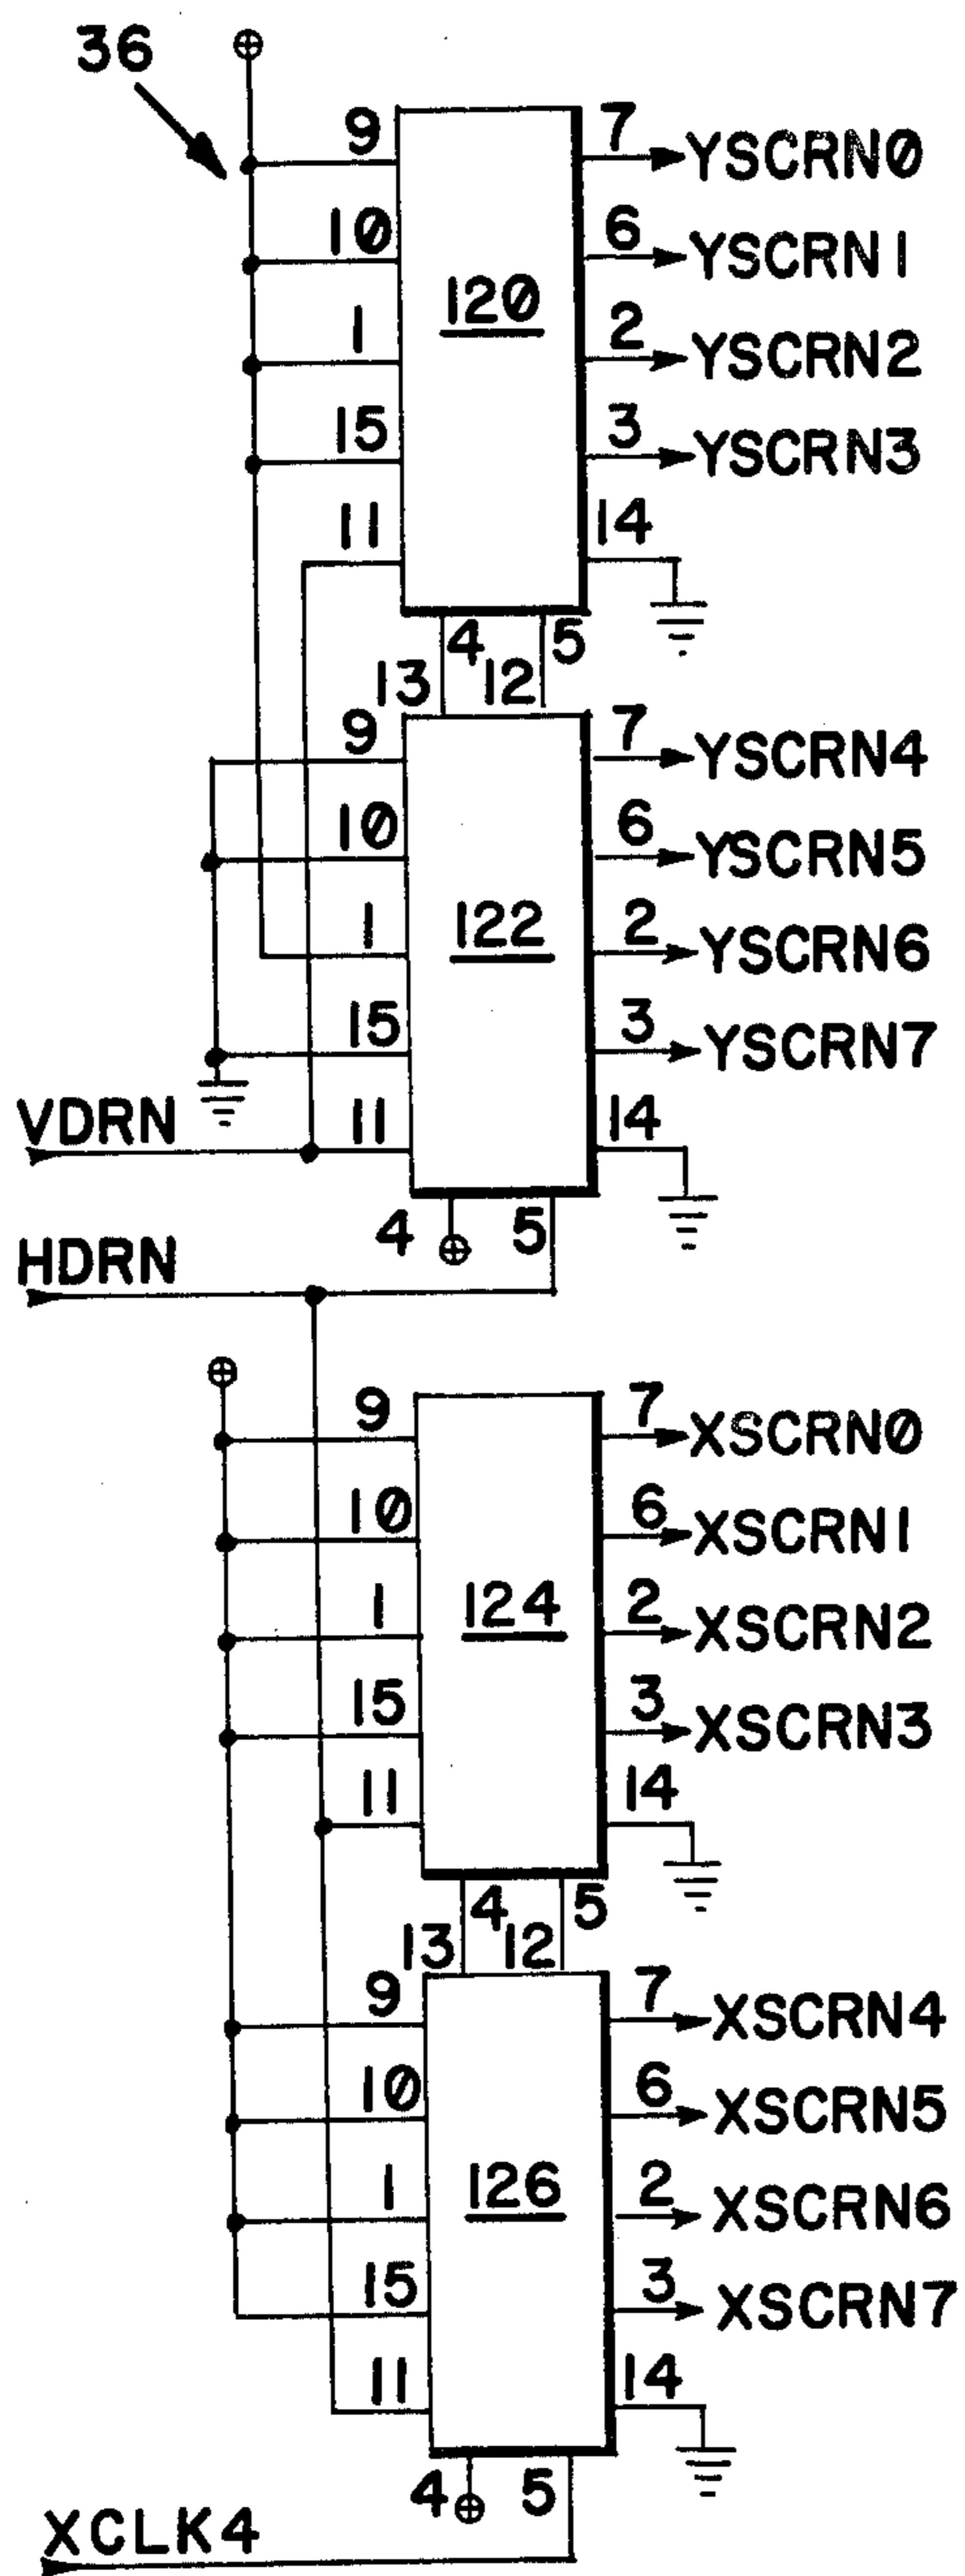 36
9 7 YSCRN0
10 6 YSCRN1
1 120 2 YSCRN2
15 3 YSCRN3
11 14
4 5
13 12
9 7 YSCRN4
10 6 YSCRN5
1 122 2 YSCRN6
15 3 YSCRN7
VDRN 11 14
4 5
HDRN
9 7 XSCRN0
10 6 XSCRN1
1 124 2 XSCRN2
15 3 XSCRN3
11 14
4 5
13 12
9 7 XSCRN4
10 6 XSCRN5
1 126 2 XSCRN6
15 3 XSCRN7
11 14
4 5
XCLK4